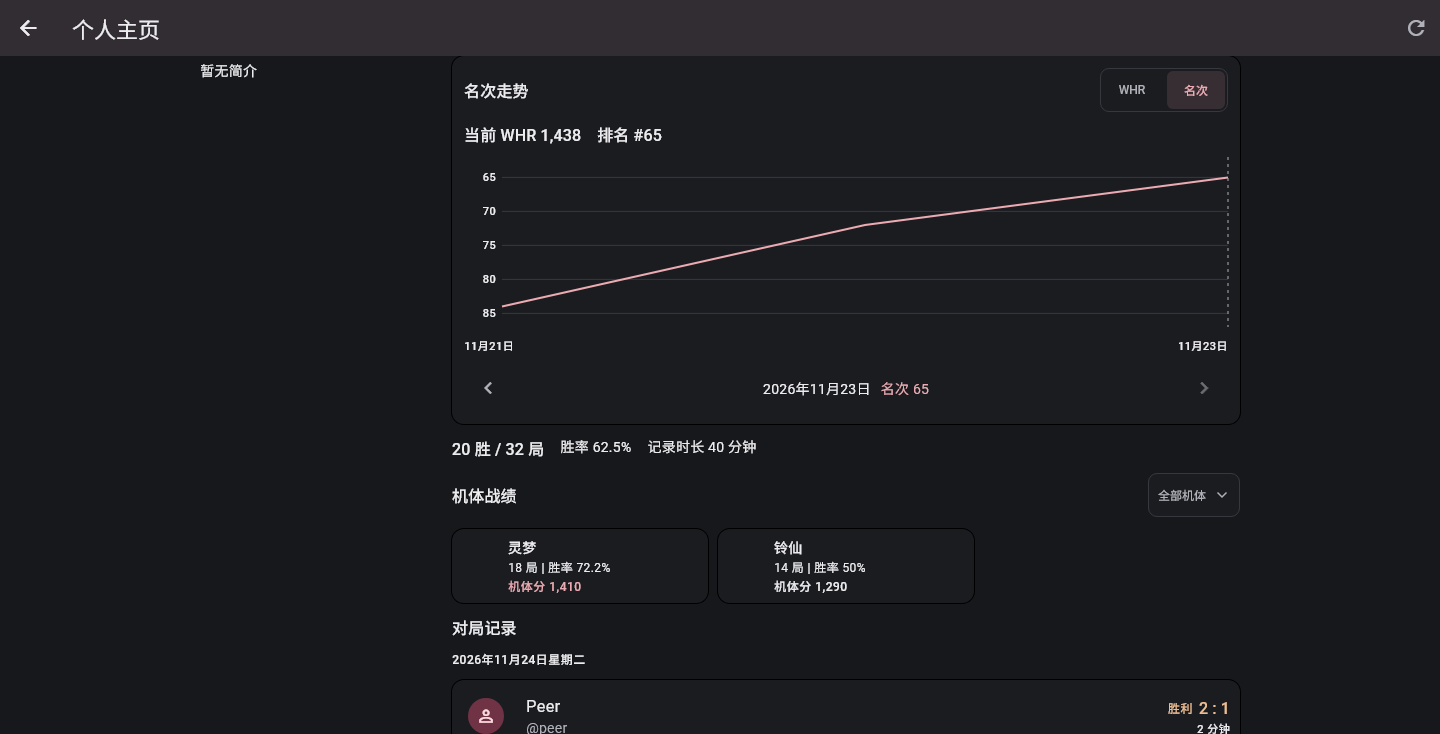 个人主页
暂无简介
名次走势
WHR 名次
当前 WHR 1,438 排名 #65
65
70
75
80
85
11月21日 11月23日
2026年11月23日 名次 65
20 胜 / 32 局 胜率 62.5% 记录时长 40 分钟
机体战绩 全部机体
灵梦
18 局 | 胜率 72.2%
机体分 1,410
铃仙
14 局 | 胜率 50%
机体分 1,290
对局记录
2026年11月24日星期二
Peer 胜利 2 : 1
@peer 2 分钟